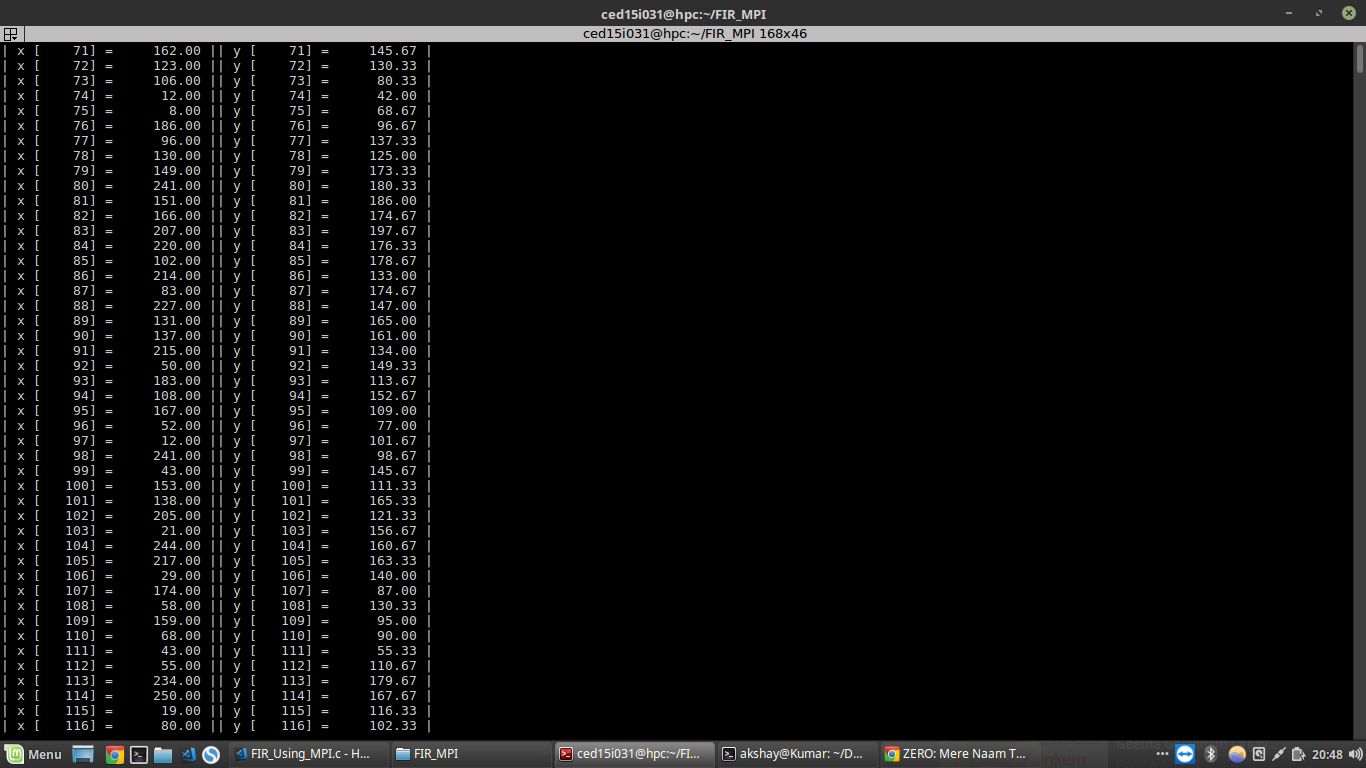 ced15i031@hpc:~/FIR_MPI
ced15i031@hpc:~/FIR_MPI 168x46
| x [ 71] = 162.00 || y [ 71] = 145.67 |
| x [ 72] = 123.00 || y [ 72] = 130.33 |
| x [ 73] = 106.00 || y [ 73] = 80.33 |
| x [ 74] = 12.00 || y [ 74] = 42.00 |
| x [ 75] = 8.00 || y [ 75] = 68.67 |
| x [ 76] = 186.00 || y [ 76] = 96.67 |
| x [ 77] = 96.00 || y [ 77] = 137.33 |
| x [ 78] = 130.00 || y [ 78] = 125.00 |
| x [ 79] = 149.00 || y [ 79] = 173.33 |
| x [ 80] = 241.00 || y [ 80] = 180.33 |
| x [ 81] = 151.00 || y [ 81] = 186.00 |
| x [ 82] = 166.00 || y [ 82] = 174.67 |
| x [ 83] = 207.00 || y [ 83] = 197.67 |
| x [ 84] = 220.00 || y [ 84] = 176.33 |
| x [ 85] = 102.00 || y [ 85] = 178.67 |
| x [ 86] = 214.00 || y [ 86] = 133.00 |
| x [ 87] = 83.00 || y [ 87] = 174.67 |
| x [ 88] = 227.00 || y [ 88] = 147.00 |
| x [ 89] = 131.00 || y [ 89] = 165.00 |
| x [ 90] = 137.00 || y [ 90] = 161.00 |
| x [ 91] = 215.00 || y [ 91] = 134.00 |
| x [ 92] = 50.00 || y [ 92] = 149.33 |
| x [ 93] = 183.00 || y [ 93] = 113.67 |
| x [ 94] = 108.00 || y [ 94] = 152.67 |
| x [ 95] = 167.00 || y [ 95] = 109.00 |
| x [ 96] = 52.00 || y [ 96] = 77.00 |
| x [ 97] = 12.00 || y [ 97] = 101.67 |
| x [ 98] = 241.00 || y [ 98] = 98.67 |
| x [ 99] = 43.00 || y [ 99] = 145.67 |
| x [ 100] = 153.00 || y [ 100] = 111.33 |
| x [ 101] = 138.00 || y [ 101] = 165.33 |
| x [ 102] = 205.00 || y [ 102] = 121.33 |
| x [ 103] = 21.00 || y [ 103] = 156.67 |
| x [ 104] = 244.00 || y [ 104] = 160.67 |
| x [ 105] = 217.00 || y [ 105] = 163.33 |
| x [ 106] = 29.00 || y [ 106] = 140.00 |
| x [ 107] = 174.00 || y [ 107] = 87.00 |
| x [ 108] = 58.00 || y [ 108] = 130.33 |
| x [ 109] = 159.00 || y [ 109] = 95.00 |
| x [ 110] = 68.00 || y [ 110] = 90.00 |
| x [ 111] = 43.00 || y [ 111] = 55.33 |
| x [ 112] = 55.00 || y [ 112] = 110.67 |
| x [ 113] = 234.00 || y [ 113] = 179.67 |
| x [ 114] = 250.00 || y [ 114] = 167.67 |
| x [ 115] = 19.00 || y [ 115] = 116.33 |
| x [ 116] = 80.00 || y [ 116] = 102.33 |
Menu FIR_Using_MPI.c - H... FIR_MPI ced15i031@hpc:~/FI... akshay@Kumar: ~/D... ZERO: Mere Naam T... 20:48